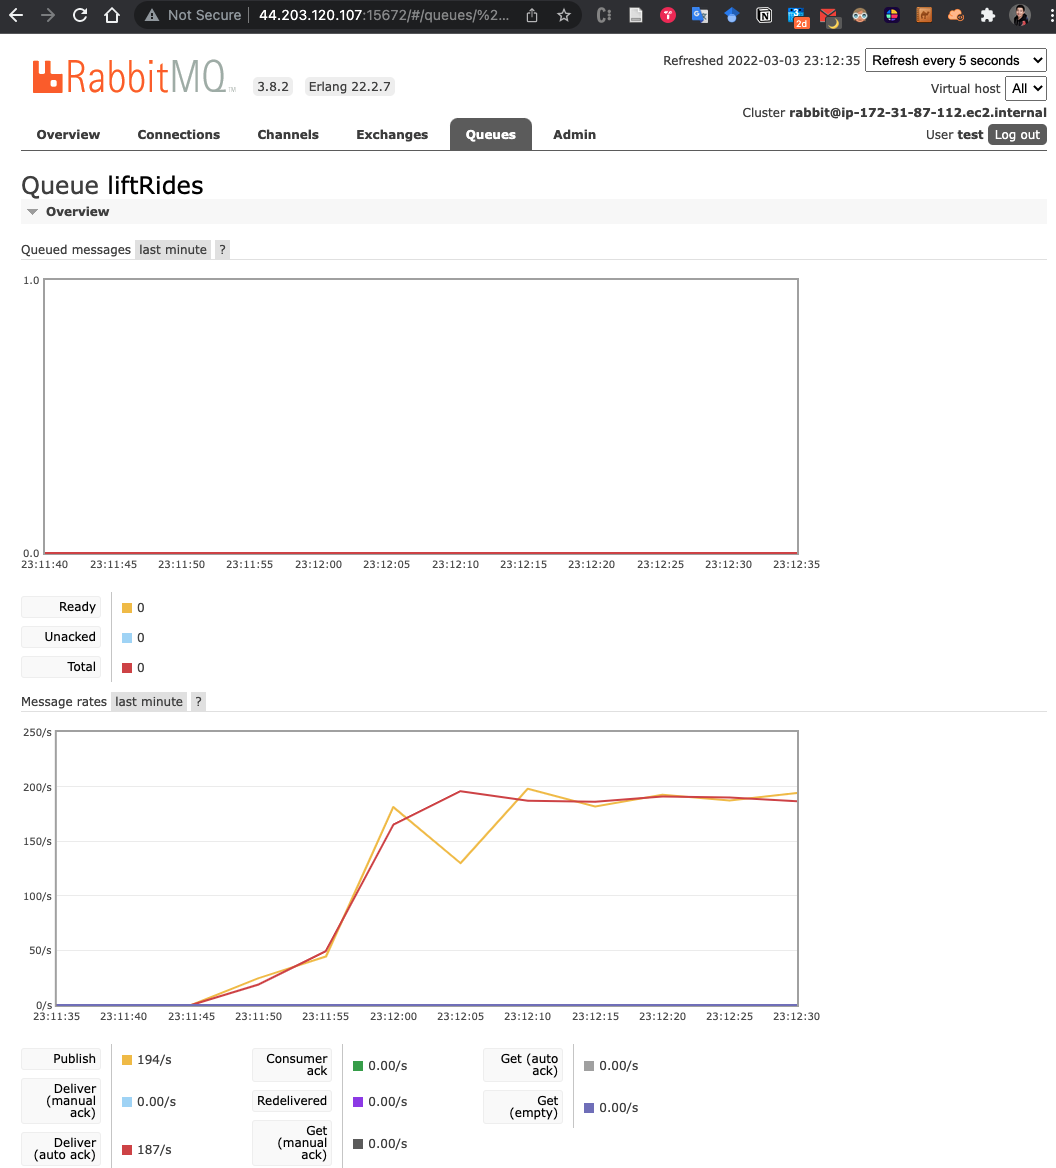 Not Secure 44.203.120.107:15672/#/queues/%2...
3
2d
RabbitMQ TM 3.8.2 Erlang 22.2.7
Refreshed 2022-03-03 23:12:35 Refresh every 5 seconds
Virtual host All
Cluster rabbit@ip-172-31-87-112.ec2.internal
User test Log out
Overview Connections Channels Exchanges Queues Admin
Queue liftRides
Overview
Queued messages last minute ?
1.0
0.0
23:11:40 23:11:45 23:11:50 23:11:55 23:12:00 23:12:05 23:12:10 23:12:15 23:12:20 23:12:25 23:12:30 23:12:35
Ready 0
Unacked 0
Total 0
Message rates last minute ?
250/s
200/s
150/s
100/s
50/s
0/s
23:11:35 23:11:40 23:11:45 23:11:50 23:11:55 23:12:00 23:12:05 23:12:10 23:12:15 23:12:20 23:12:25 23:12:30
Publish 194/s
Deliver
(manual
ack) 0.00/s
Deliver
(auto ack) 187/s
Consumer
ack 0.00/s
Redelivered 0.00/s
Get
(manual
ack) 0.00/s
Get (auto
ack) 0.00/s
Get
(empty) 0.00/s